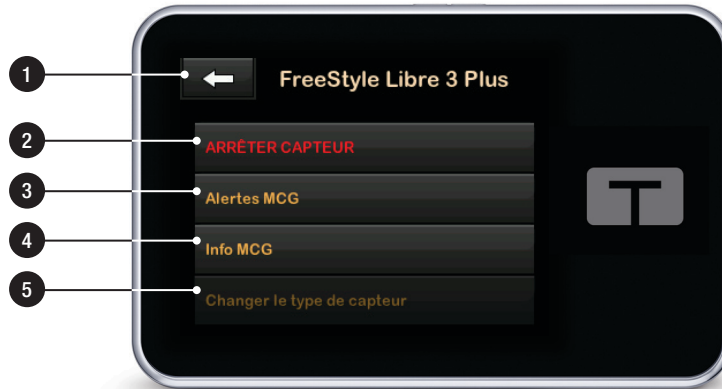 1
FreeStyle Libre 3 Plus
2
ARRÊTER CAPTEUR
3
Alertes MCG
4
Info MCG
5
Changer le type de capteur